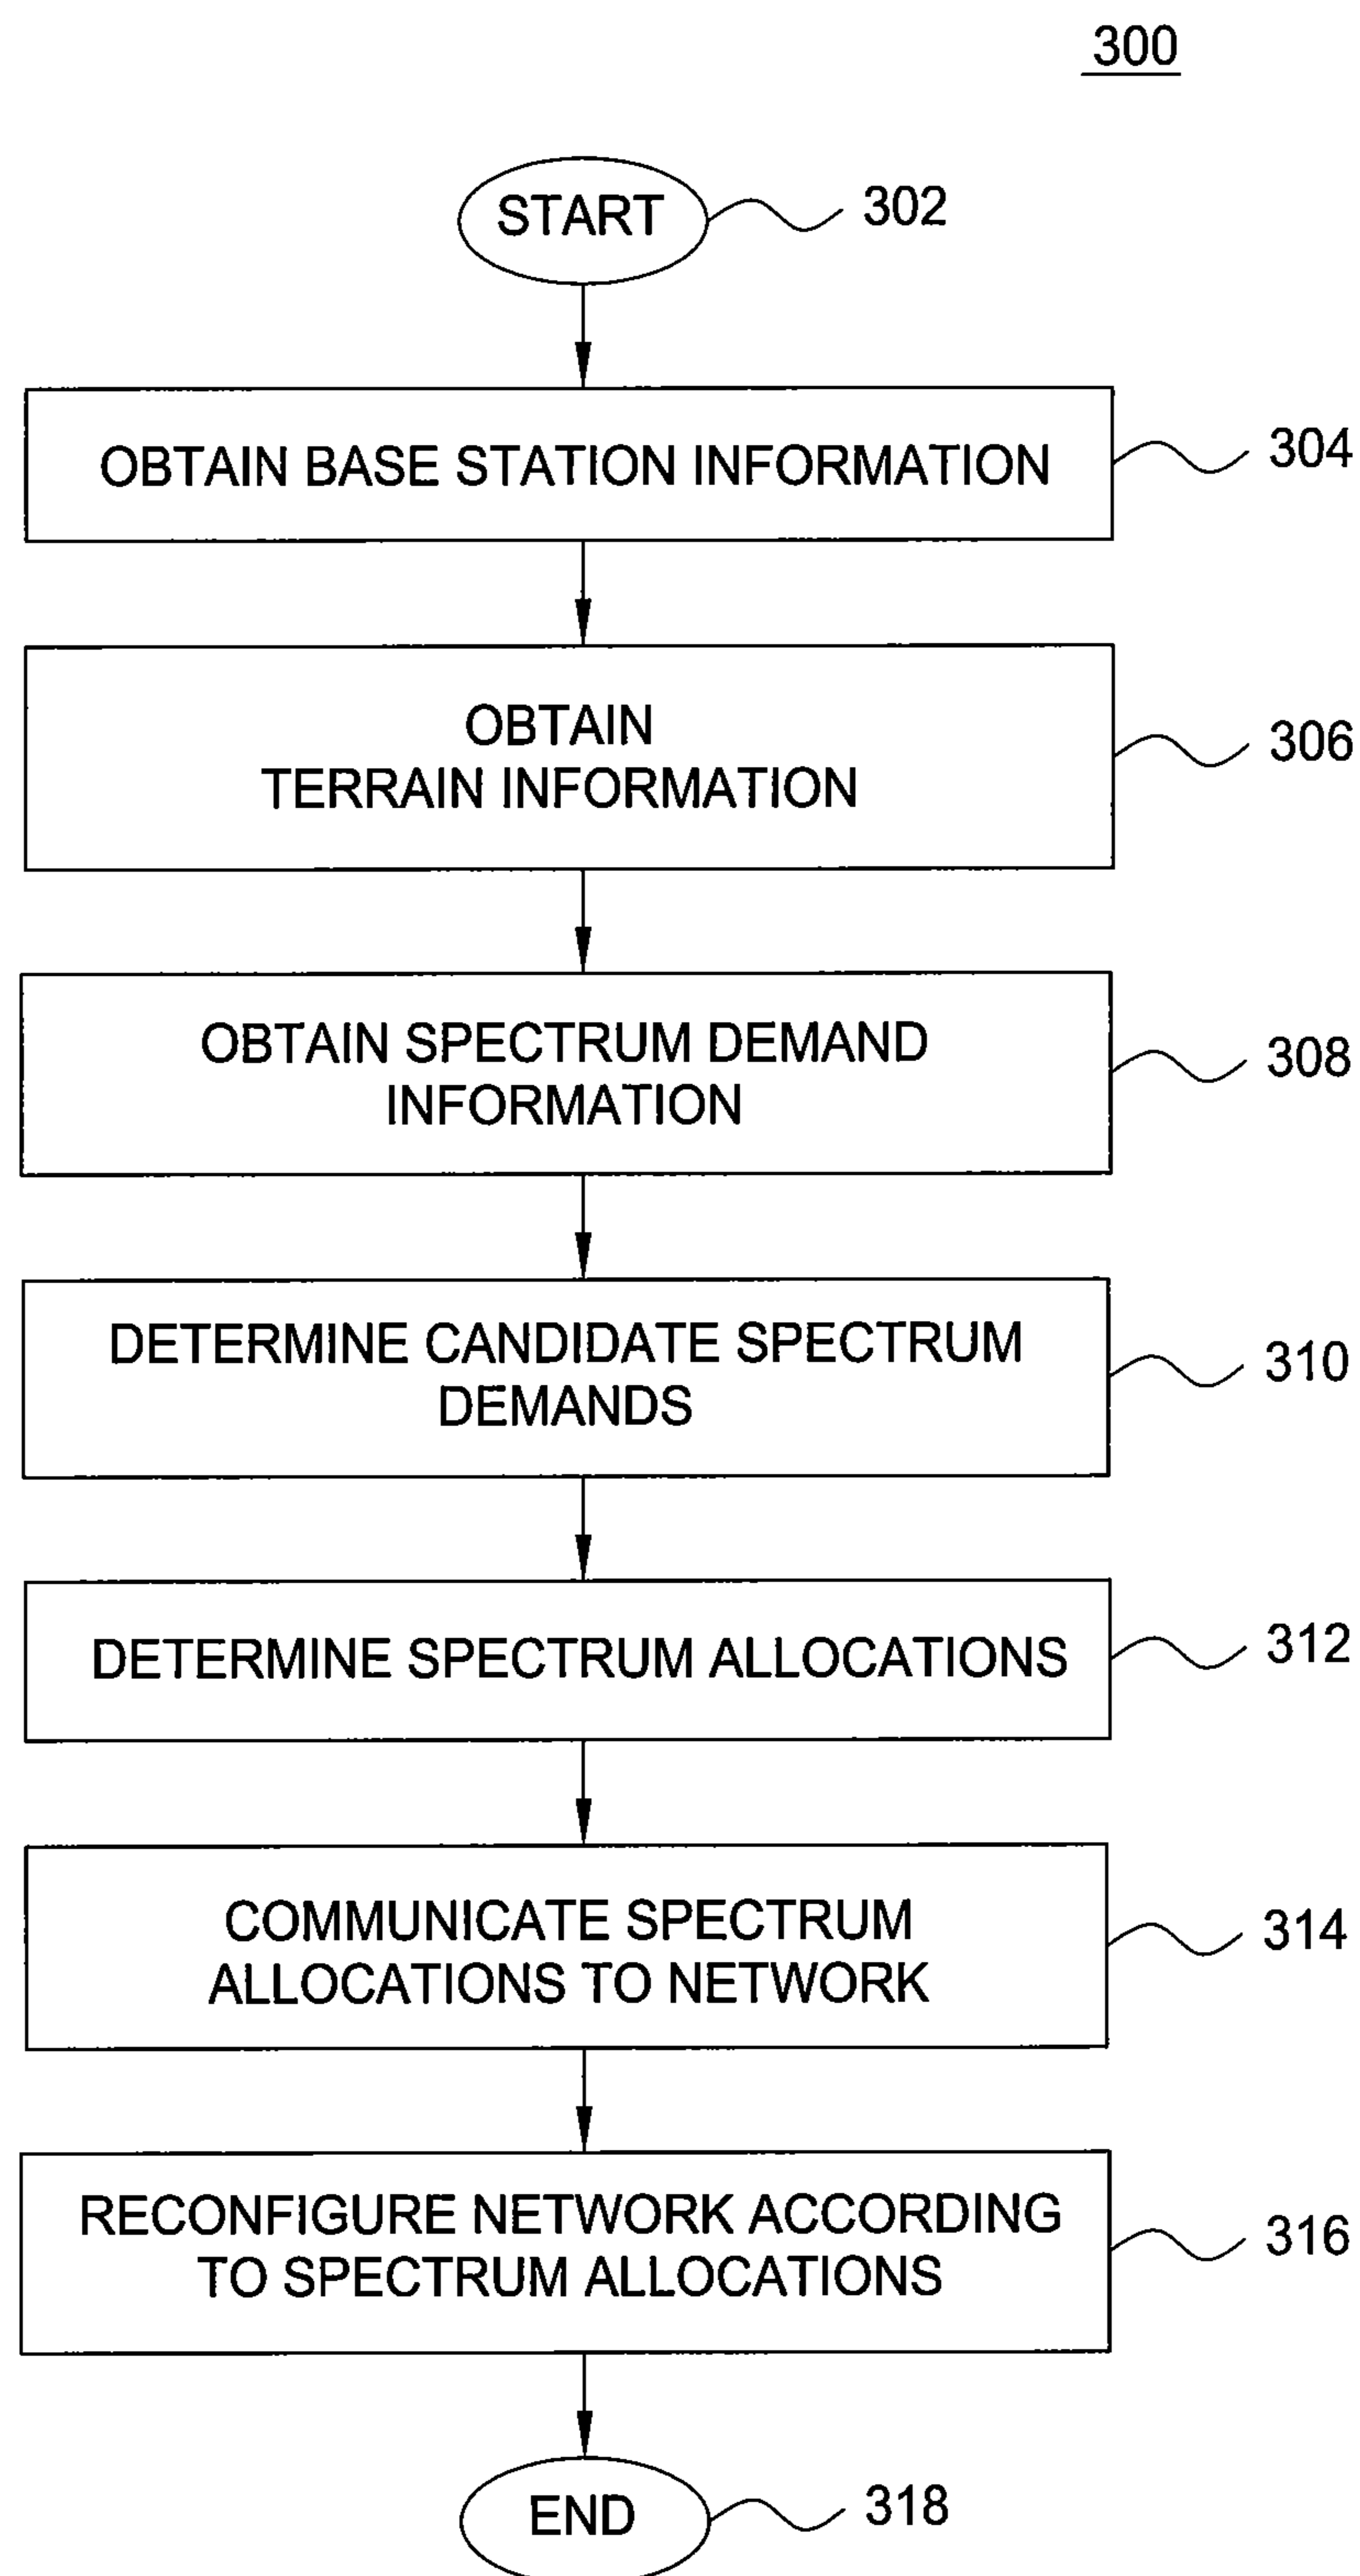 300
START
302
OBTAIN BASE STATION INFORMATION
304
OBTAIN
TERRAIN INFORMATION
306
OBTAIN SPECTRUM DEMAND
INFORMATION
308
DETERMINE CANDIDATE SPECTRUM
DEMANDS
310
DETERMINE SPECTRUM ALLOCATIONS
312
COMMUNICATE SPECTRUM
ALLOCATIONS TO NETWORK
314
RECONFIGURE NETWORK ACCORDING
TO SPECTRUM ALLOCATIONS
316
END
318